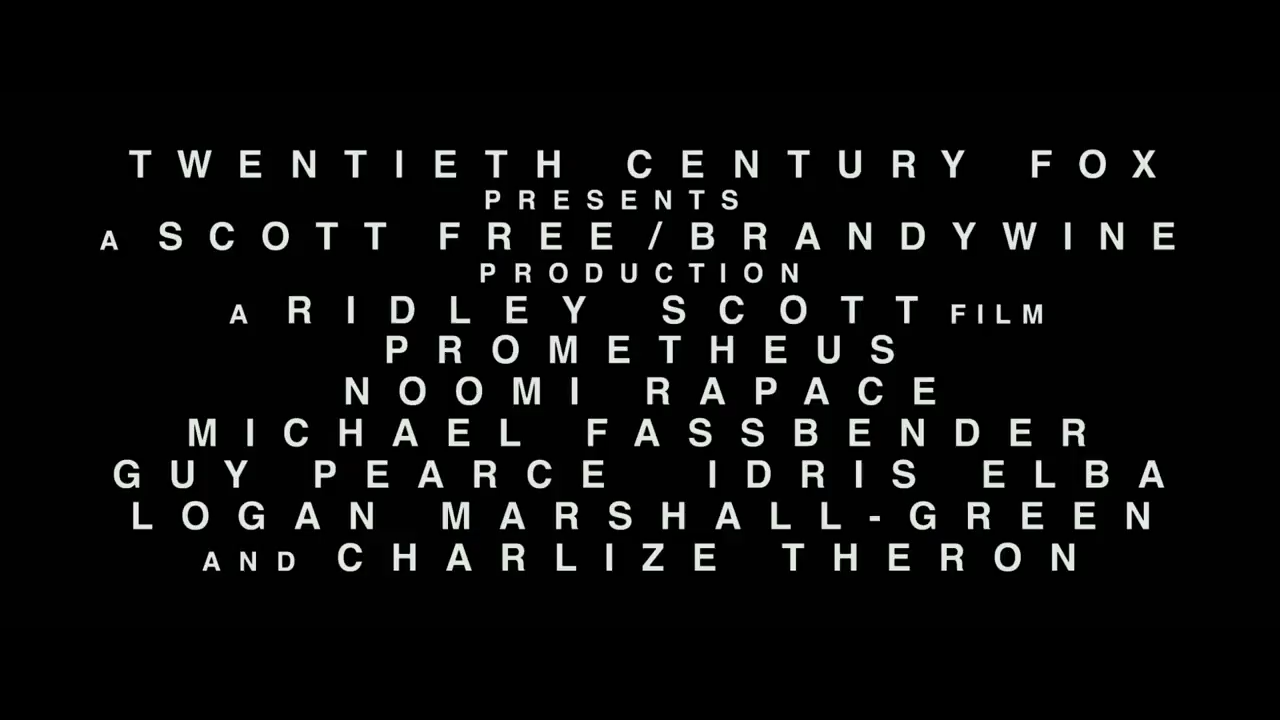 TWENTIETH CENTURY FOX
PRESENTS
A SCOTT FREE/BRANDYWINE
PRODUCTION
A RIDLEY SCOTT FILM
PROMETHEUS
NOOMI RAPACE
MICHAEL FASSBENDER
GUY PEARCE IDRIS ELBA
LOGAN MARSHALL-GREEN
AND CHARLIZE THERON